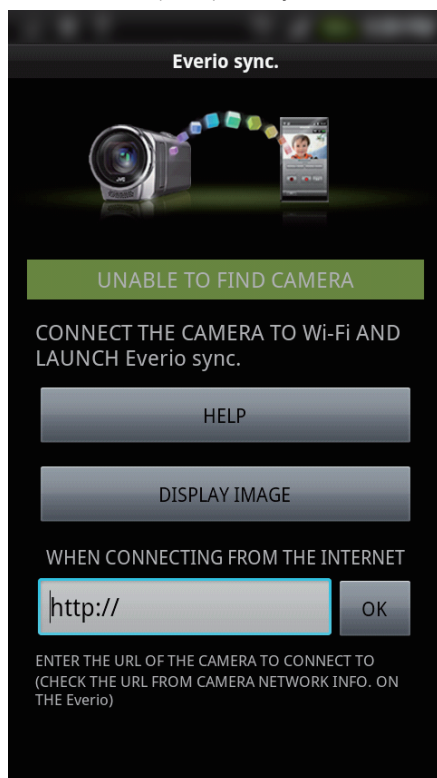 Everio sync.
JVC
UNABLE TO FIND CAMERA
CONNECT THE CAMERA TO Wi-Fi AND
LAUNCH Everio sync.
HELP
DISPLAY IMAGE
WHEN CONNECTING FROM THE INTERNET
http://
OK
ENTER THE URL OF THE CAMERA TO CONNECT TO
(CHECK THE URL FROM CAMERA NETWORK INFO. ON
THE Everio)